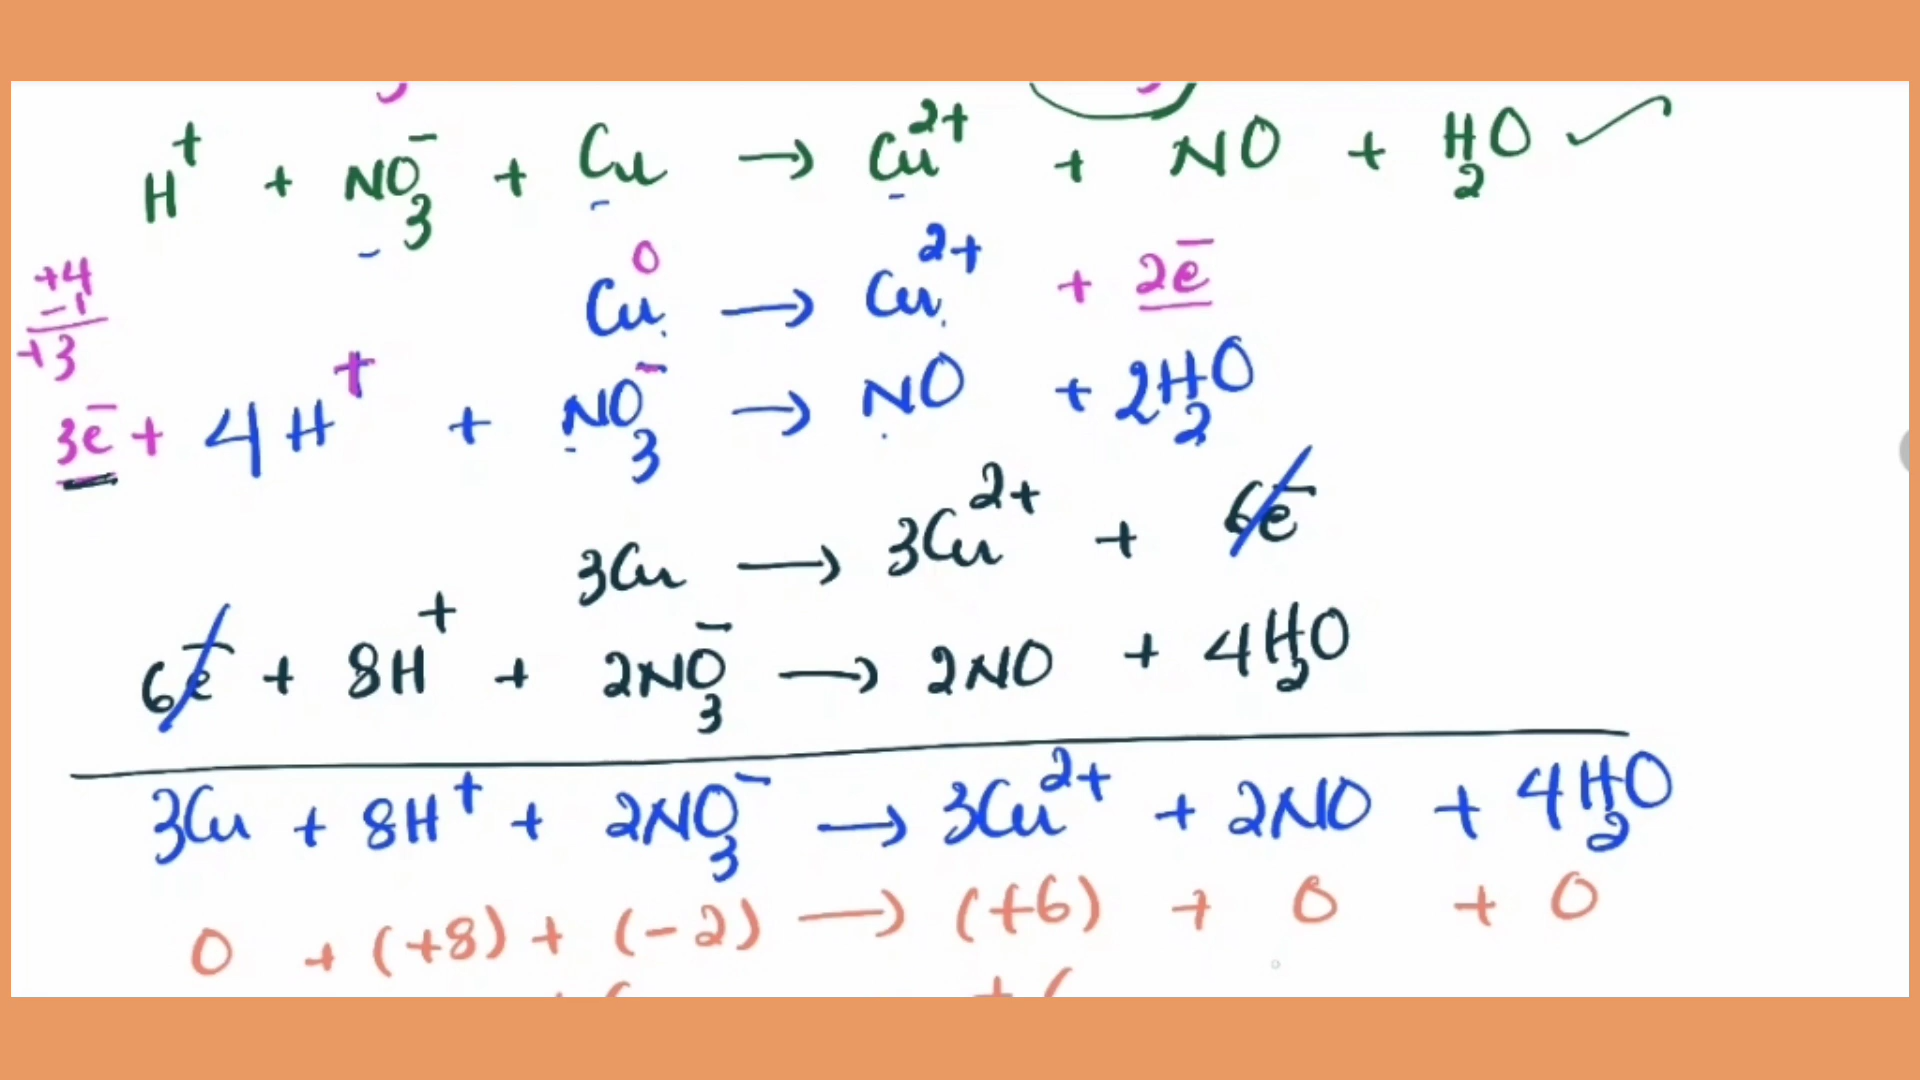 H⁺ + NO₃⁻ + Cu → Cu²⁺ + NO + H₂O ✓
+4
-1
+3
Cu⁰ → Cu²⁺ + 2e⁻
3e⁻ + 4H⁺ + NO₃⁻ → NO + 2H₂O
3Cu → 3Cu²⁺ + 6e⁻
6e⁻ + 8H⁺ + 2NO₃⁻ → 2NO + 4H₂O
3Cu + 8H⁺ + 2NO₃⁻ → 3Cu²⁺ + 2NO + 4H₂O
0 + (+8) + (-2) → (+6) + 0 + 0